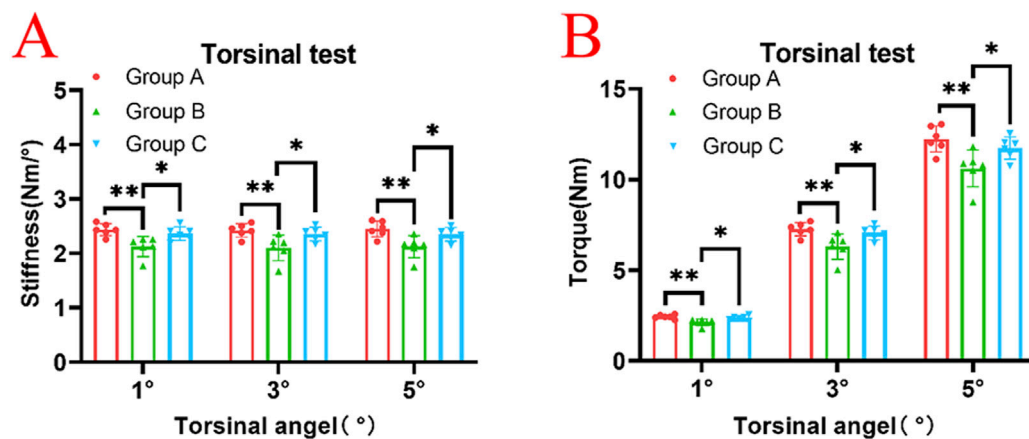 A
Torsinal test
Group A
Group B
Group C
Stiffness(Nm/°)
5
4
3
2
1
0
** *
** *
** *
1° 3° 5°
Torsinal angel(°)
B
Torsinal test
Group A
Group B
Group C
Torque(Nm)
15
10
5
0
** *
** *
** *
1° 3° 5°
Torsinal angel(°)